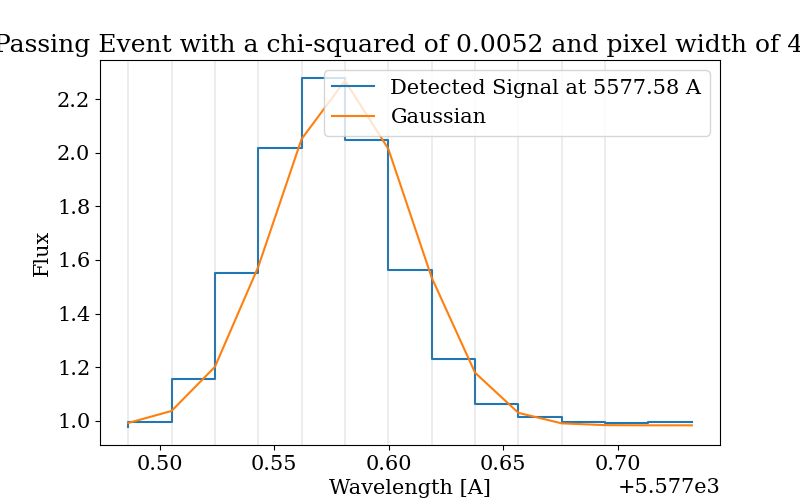 Passing Event with a chi-squared of 0.0052 and pixel width of 4
Detected Signal at 5577.58 A
Gaussian
Flux
2.2
2.0
1.8
1.6
1.4
1.2
1.0
0.50 0.55 0.60 0.65 0.70
+5.577e3
Wavelength [A]